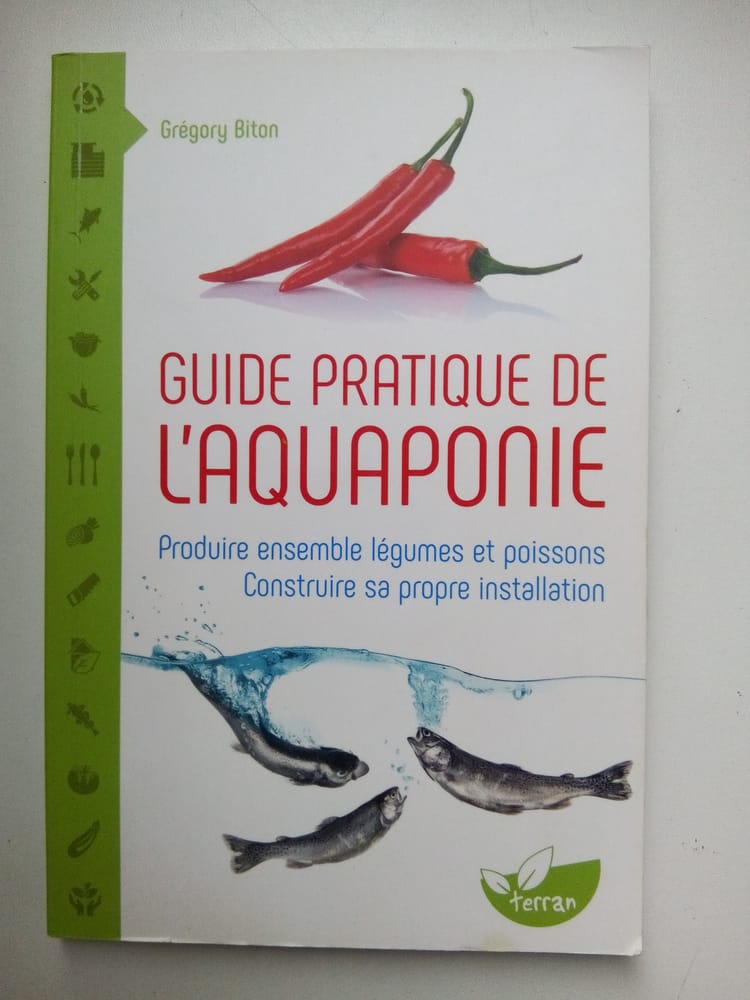 Grégory Biton
GUIDE PRATIQUE DE
L'AQUAPONIE
Produire ensemble légumes et poissons
Construire sa propre installation
terran